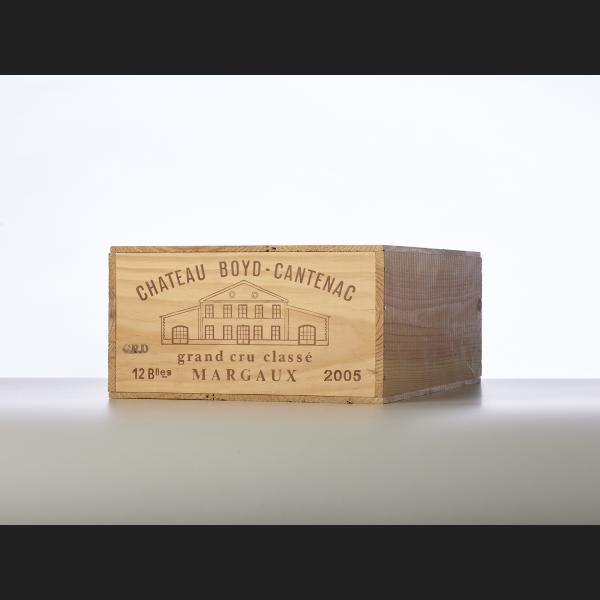 CHATEAU BOYD-CANTENAC
grand cru classé
12 Blles MARGAUX 2005